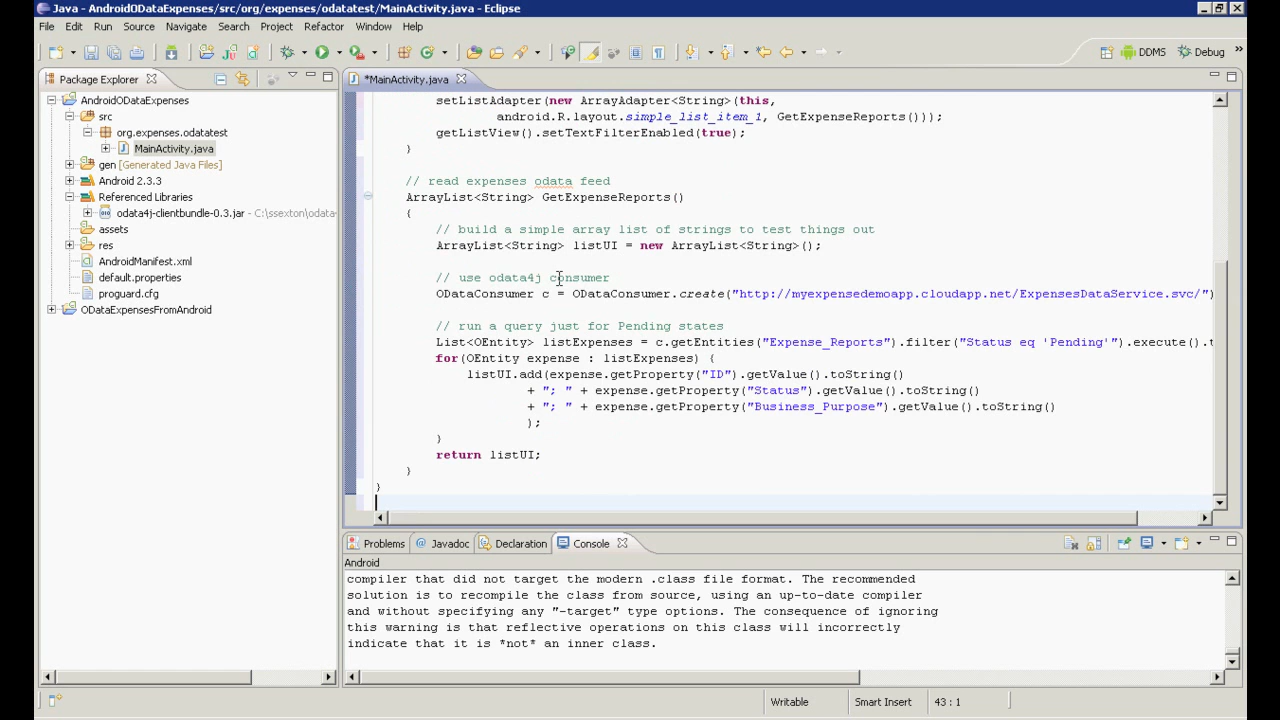 Java - AndroidODataExpenses/src/org/expenses/odatatest/MainActivity.java - Eclipse
File Edit Run Source Navigate Search Project Refactor Window Help
DDMS Debug »
Package Explorer
*MainActivity.java
AndroidODataExpenses
src
org.expenses.odatatest
MainActivity.java
gen [Generated Java Files]
Android 2.3.3
Referenced Libraries
odata4j-clientbundle-0.3.jar - C:\ssexton\odata
assets
res
AndroidManifest.xml
default.properties
proguard.cfg
ODataExpensesFromAndroid
setListAdapter(new ArrayAdapter<String>(this,
android.R.layout.simple_list_item_1, GetExpenseReports()));
getListView().setTextFilterEnabled(true);
}
// read expenses odata feed
ArrayList<String> GetExpenseReports()
{
// build a simple array list of strings to test things out
ArrayList<String> listUI = new ArrayList<String>();
// use odata4j consumer
ODataConsumer c = ODataConsumer.create("http://myexpensedemoapp.cloudapp.net/ExpensesDataService.svc/")
// run a query just for Pending states
List<OEntity> listExpenses = c.getEntities("Expense_Reports").filter("Status eq 'Pending'").execute().t
for(OEntity expense : listExpenses) {
listUI.add(expense.getProperty("ID").getValue().toString()
+ "; " + expense.getProperty("Status").getValue().toString()
+ "; " + expense.getProperty("Business_Purpose").getValue().toString()
);
}
return listUI;
}
}
Problems @ Javadoc Declaration Console
Android
compiler that did not target the modern .class file format. The recommended
solution is to recompile the class from source, using an up-to-date compiler
and without specifying any "-target" type options. The consequence of ignoring
this warning is that reflective operations on this class will incorrectly
indicate that it is *not* an inner class.
Writable Smart Insert 43 : 1